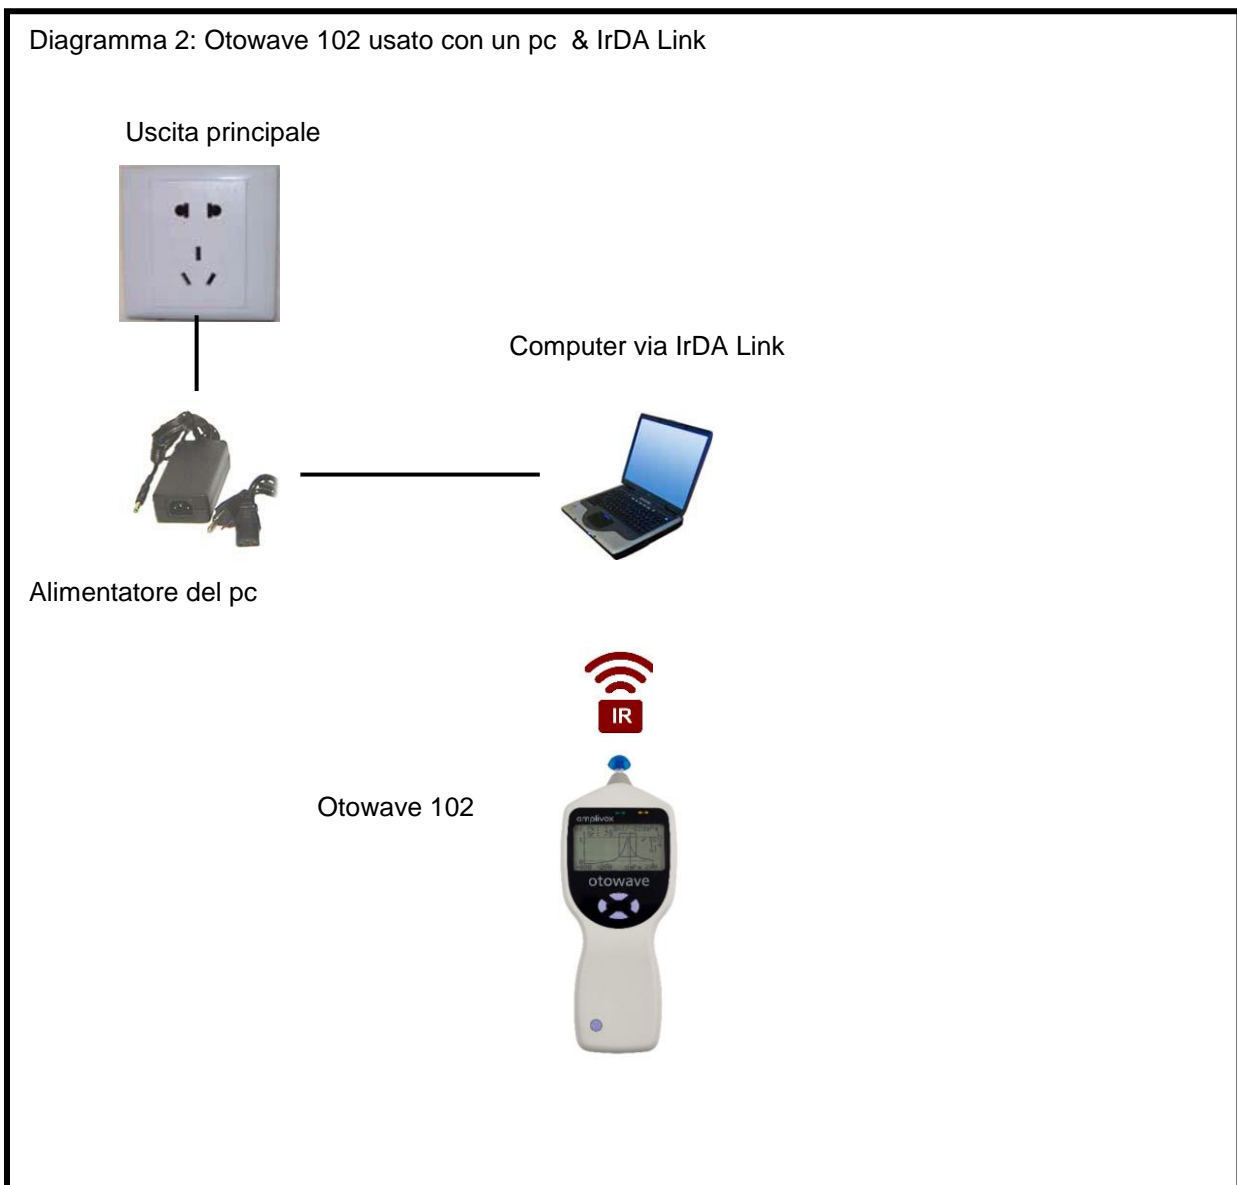 Diagramma 2: Otowave 102 usato con un pc & IrDA Link
Uscita principale
Computer via IrDA Link
Alimentatore del pc
IR
Otowave 102
amplivox
otowave